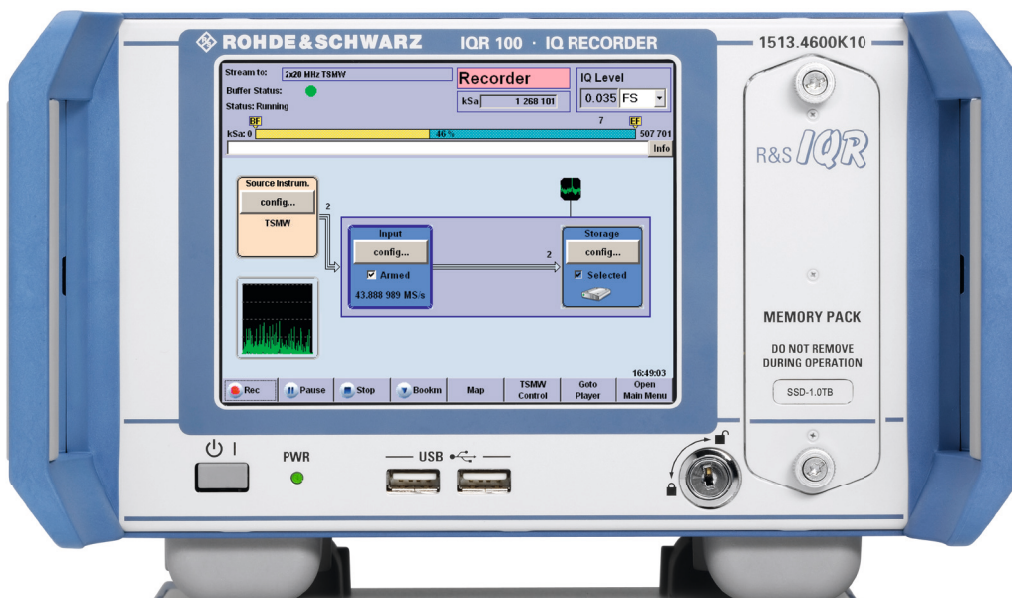 ROHDE&SCHWARZ IQR 100 · IQ RECORDER
1513.4600K10
Stream to: 2x20 MHz TSMW
Buffer Status:
Status: Running
Recorder
kSa 1 268 101
IQ Level
0.035 FS
BF
7
EF
kSa: 0
46 %
507 701
Info
Source Instrum.
config...
TSMW
2
Input
config...
Armed
43.888 989 MS/s
2
Storage
config...
Selected
16:49:03
Rec
Pause
Stop
Bookm
Map
TSMW
Control
Goto
Player
Open
Main Menu
R&S IQR
MEMORY PACK
DO NOT REMOVE
DURING OPERATION
SSD-1.0TB
PWR
USB